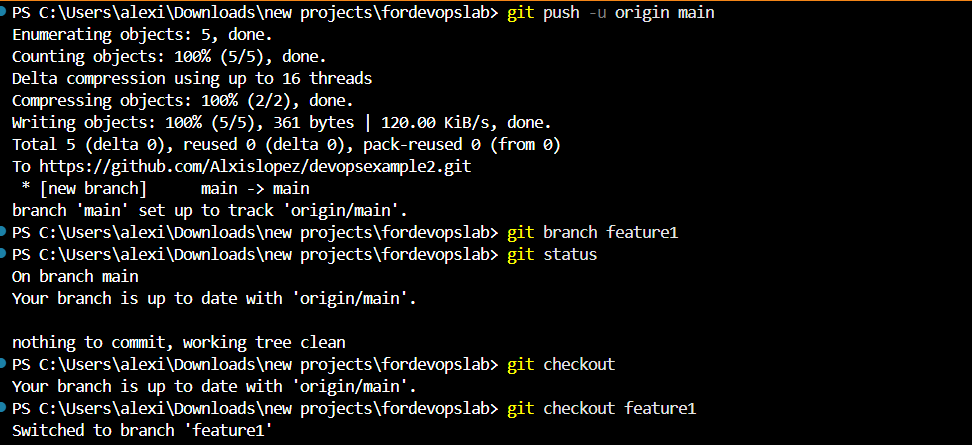 PS C:\Users\alexi\Downloads\new projects\fordevopslab> git push -u origin main
Enumerating objects: 5, done.
Counting objects: 100% (5/5), done.
Delta compression using up to 16 threads
Compressing objects: 100% (2/2), done.
Writing objects: 100% (5/5), 361 bytes | 120.00 KiB/s, done.
Total 5 (delta 0), reused 0 (delta 0), pack-reused 0 (from 0)
To https://github.com/Alxislopez/devopsexample2.git
 * [new branch]      main -> main
branch 'main' set up to track 'origin/main'.
PS C:\Users\alexi\Downloads\new projects\fordevopslab> git branch feature1
PS C:\Users\alexi\Downloads\new projects\fordevopslab> git status
On branch main
Your branch is up to date with 'origin/main'.

nothing to commit, working tree clean
PS C:\Users\alexi\Downloads\new projects\fordevopslab> git checkout
Your branch is up to date with 'origin/main'.
PS C:\Users\alexi\Downloads\new projects\fordevopslab> git checkout feature1
Switched to branch 'feature1'